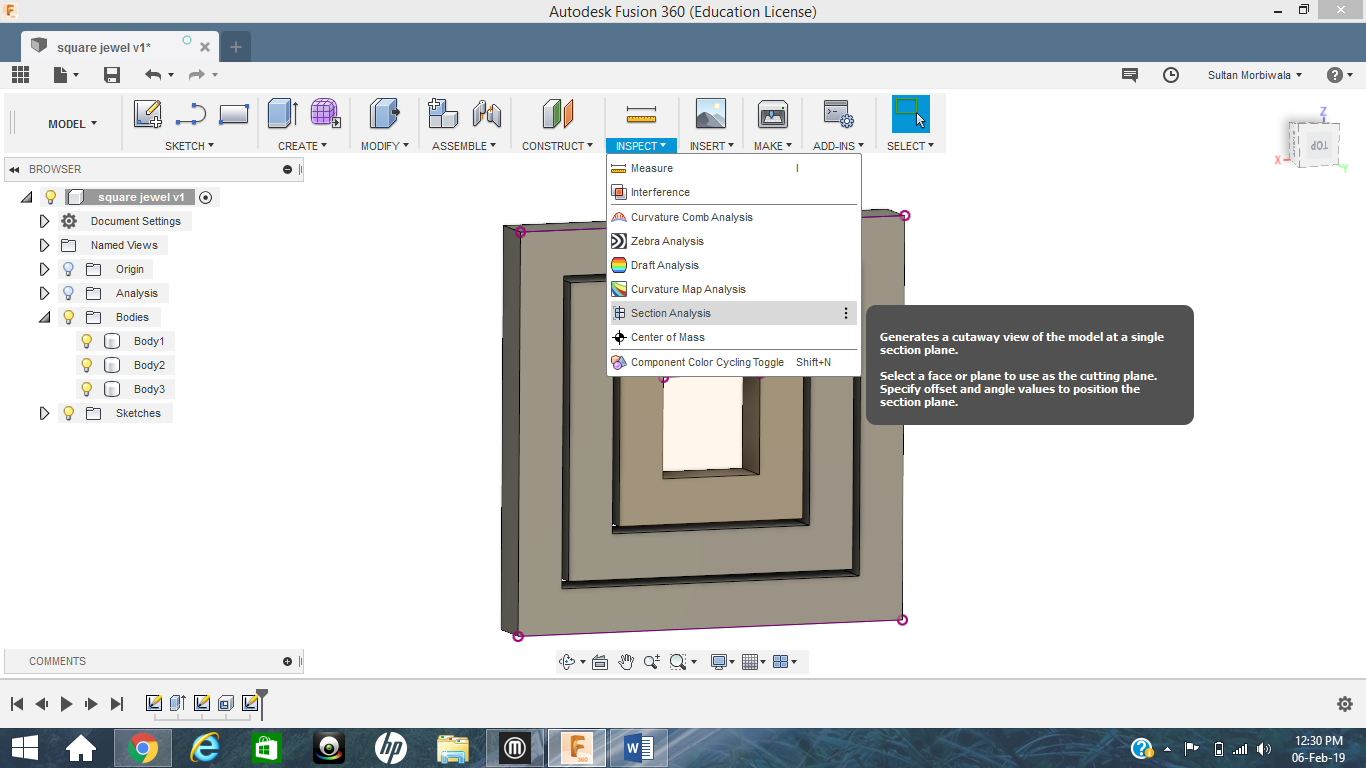 Autodesk Fusion 360 (Education License)
square jewel v1*
Sultan Morbiwala
MODEL
SKETCH
CREATE
MODIFY
ASSEMBLE
CONSTRUCT
INSPECT
INSERT
MAKE
ADD-INS
SELECT
Z
TOP
X
Y
BROWSER
square jewel v1
Document Settings
Named Views
Origin
Analysis
Bodies
Body1
Body2
Body3
Sketches
Measure I
Interference
Curvature Comb Analysis
Zebra Analysis
Draft Analysis
Curvature Map Analysis
Section Analysis
Center of Mass
Component Color Cycling Toggle Shift+N
Generates a cutaway view of the model at a single
section plane.
Select a face or plane to use as the cutting plane.
Specify offset and angle values to position the
section plane.
COMMENTS
12:30 PM
06-Feb-19